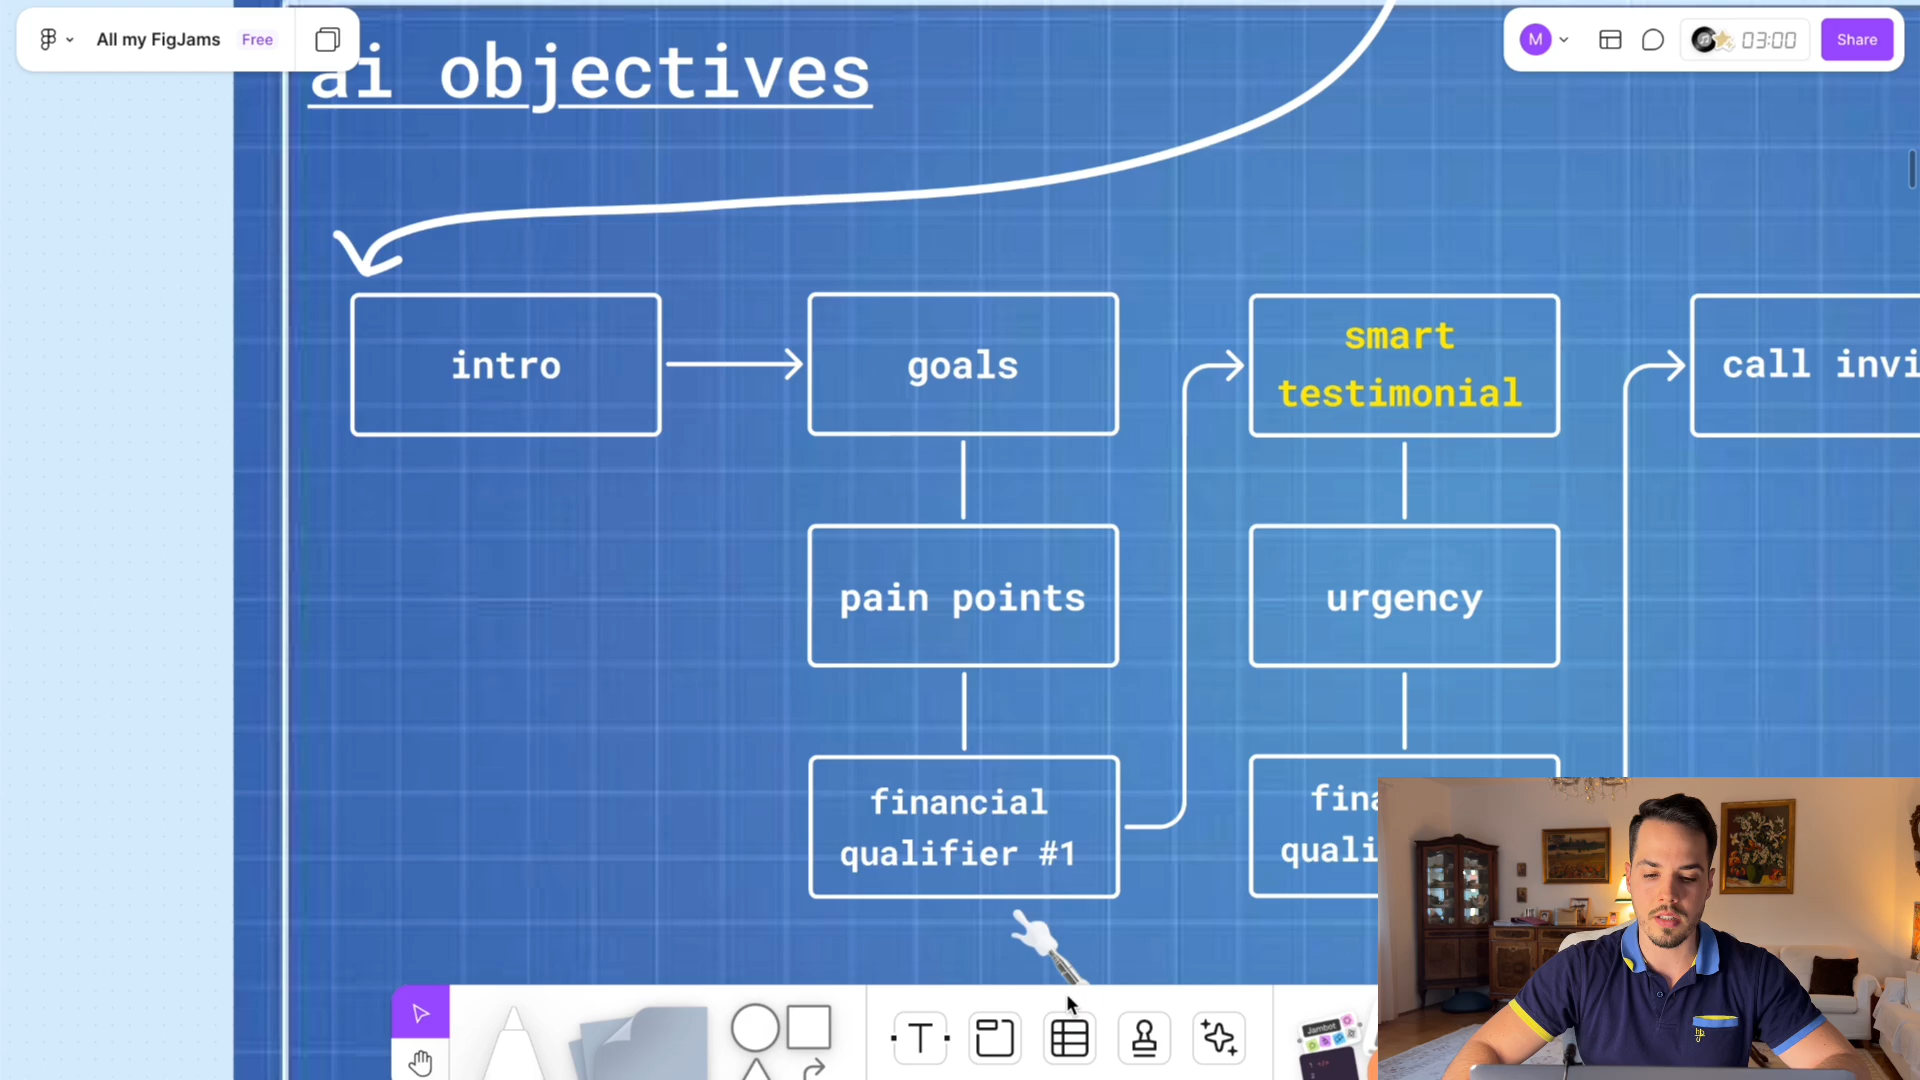 All my FigJams Free
M 03:00 Share
ai objectives
intro
goals
smart
testimonial
call invi
pain points
urgency
financial
qualifier #1
fina
quali
T
Jambot